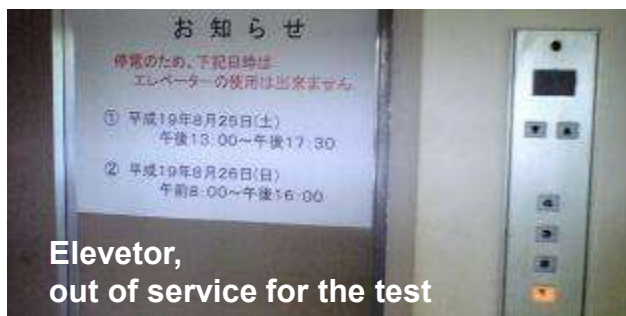 お知らせ
停電のため、下記日時は
エレベーターの使用は出来ません
① 平成19年8月25日(土)
午後13:00〜午後17:30
② 平成19年8月26日(日)
午前8:00〜午後16:00
Elevetor,
out of service for the test